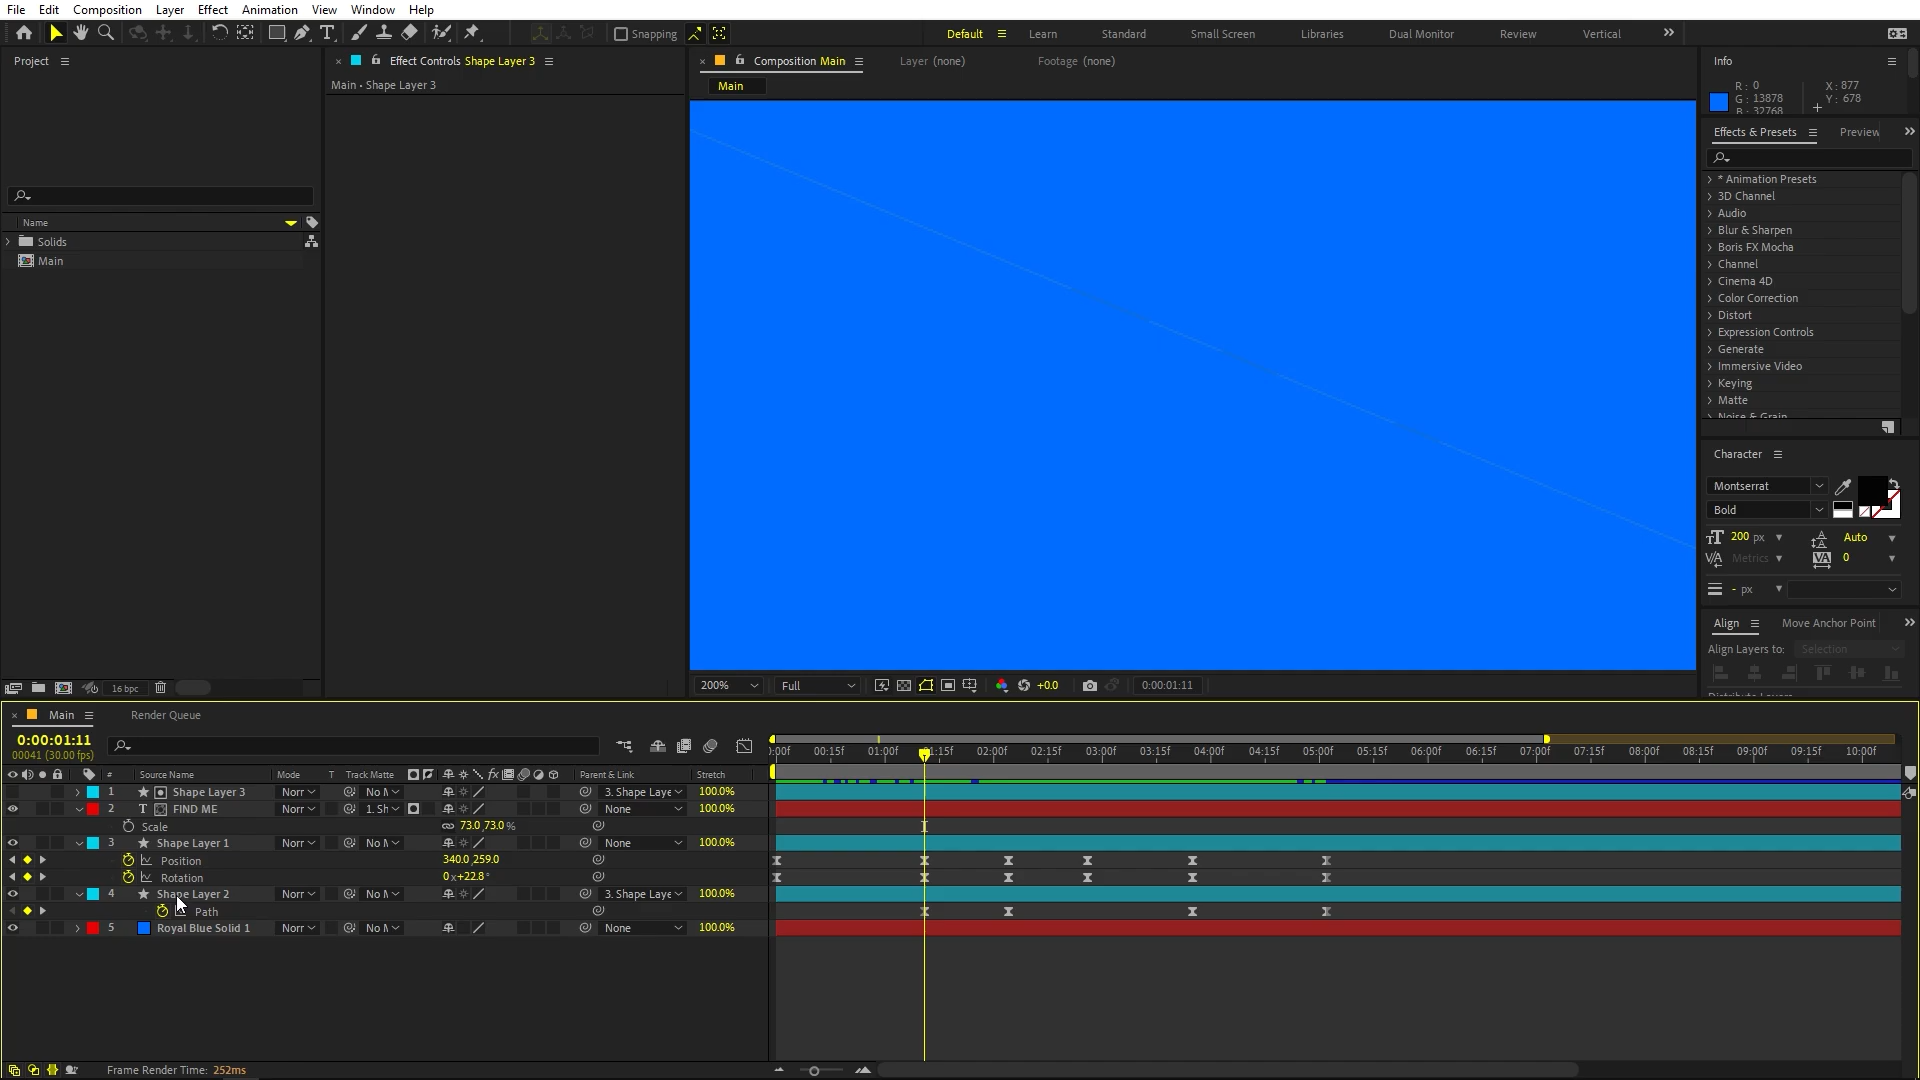 File Edit Composition Layer Effect Animation View Window Help
Snapping Default Learn Standard Small Screen Libraries Dual Monitor Review Vertical
Project
Effect Controls Shape Layer 3
Main • Shape Layer 3
Composition Main Layer (none) Footage (none)
Main
Info
R: 0 X: 877
G: 13878 Y: 678
B: 32768
Effects & Presets Preview
* Animation Presets
3D Channel
Audio
Blur & Sharpen
Boris FX Mocha
Channel
Cinema 4D
Color Correction
Distort
Expression Controls
Generate
Immersive Video
Keying
Matte
Noise & Grain
Name
Solids
Main
Character
Montserrat
Bold
200 px Auto
Metrics 0
- px
Align Move Anchor Point
Align Layers to: Selection
Distribute Layers
16 bpc
200% Full +0.0 0:00:01:11
Main Render Queue
0:00:01:11
00041 (30.00 fps)
:00f 00:15f 01:00f 01:15f 02:00f 02:15f 03:00f 03:15f 04:00f 04:15f 05:00f 05:15f 06:00f 06:15f 07:00f 07:15f 08:00f 08:15f 09:00f 09:15f 10:00f
# Source Name Mode T Track Matte fx Parent & Link Stretch
1 Shape Layer 3 Norr No M 3. Shape Laye 100.0%
2 FIND ME Norr 1. Sh None 100.0%
Scale 73.0,73.0 %
3 Shape Layer 1 Norr No M None 100.0%
Position 340.0,259.0
Rotation 0x+22.8°
4 Shape Layer 2 Norr No M 3. Shape Laye 100.0%
Path
5 Royal Blue Solid 1 Norr No M None 100.0%
Frame Render Time: 252ms